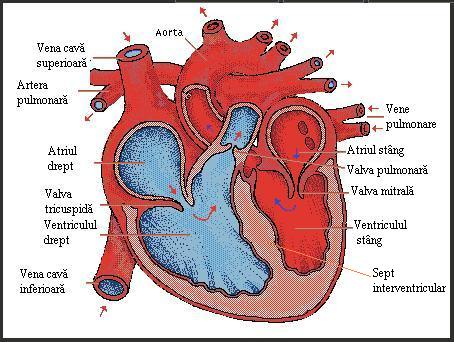 Aorta
Vena cavă
superioară
Artera
pulmonară
Atriul
drept
Valva
tricuspidă
Ventriculul
drept
Vena cavă
inferioară
Vene
pulmonare
Atriul stâng
Valva pulmonară
Valva mitrală
Ventriculul
stâng
Sept
interventricular